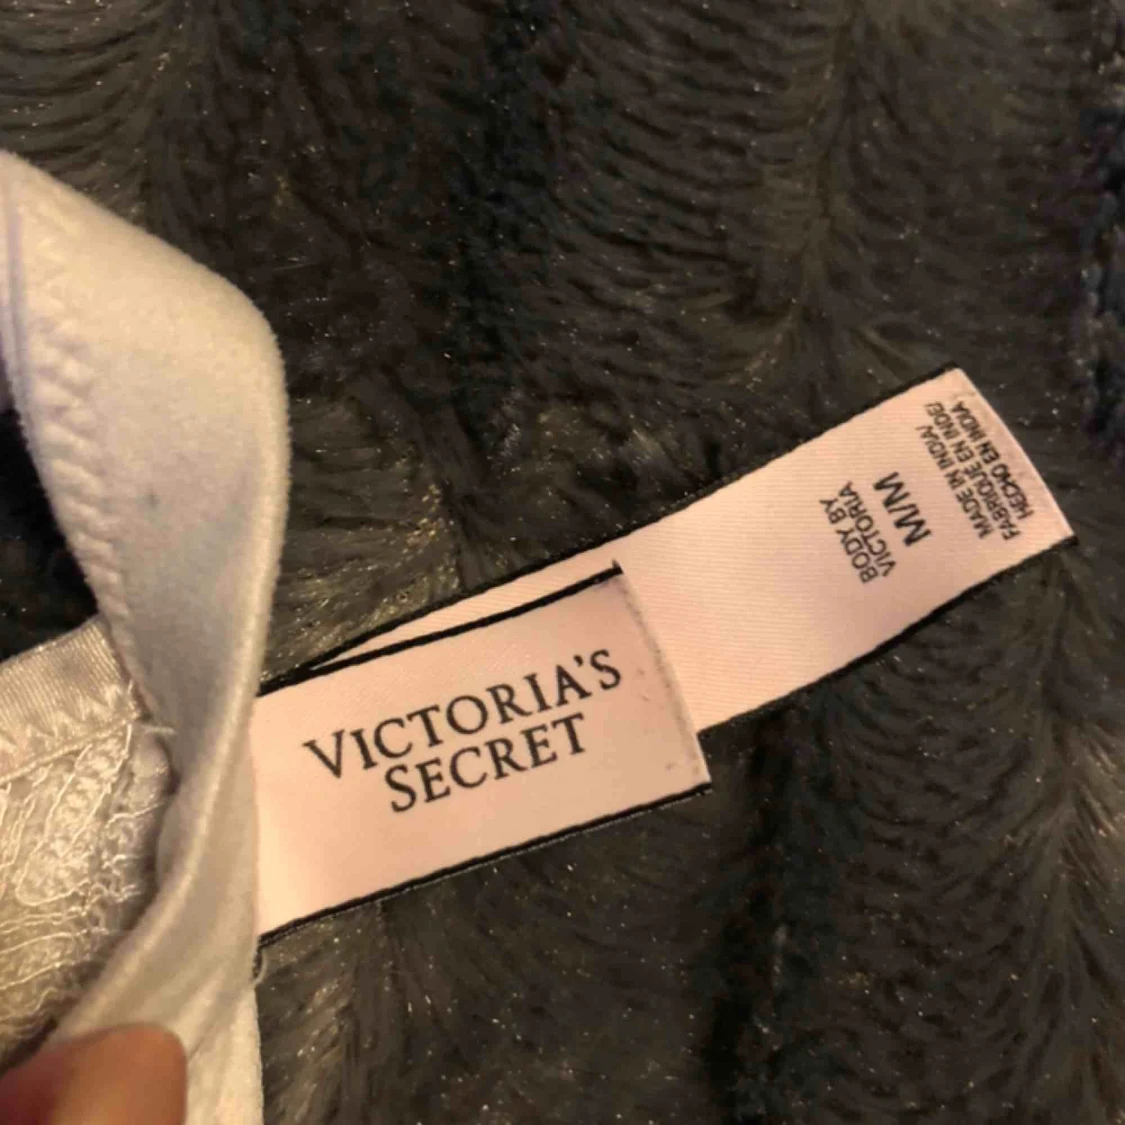 VICTORIA'S
SECRET
BODY BY
VICTORIA
M/M
MADE IN INDIA/
FABRIQUÉ EN INDE/
HECHO EN INDIA